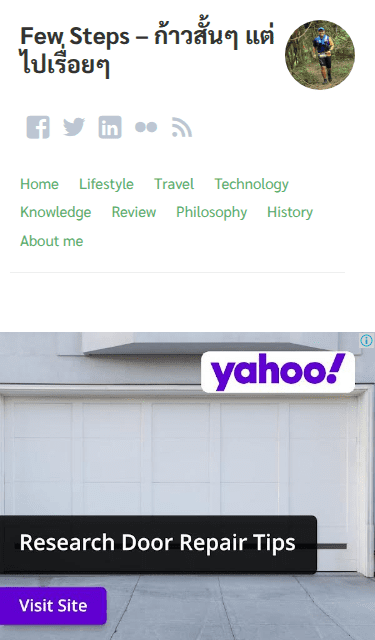 Few Steps – ก้าวสั้นๆ แต่
ไปเรื่อยๆ
Home Lifestyle Travel Technology
Knowledge Review Philosophy History
About me
yahoo!
Research Door Repair Tips
Visit Site